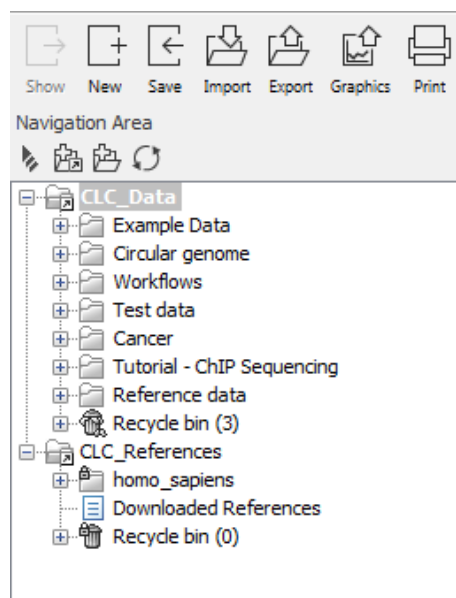 Show New Save Import Export Graphics Print
Navigation Area
CLC_Data
Example Data
Circular genome
Workflows
Test data
Cancer
Tutorial - ChIP Sequencing
Reference data
Recycle bin (3)
CLC_References
homo_sapiens
Downloaded References
Recycle bin (0)